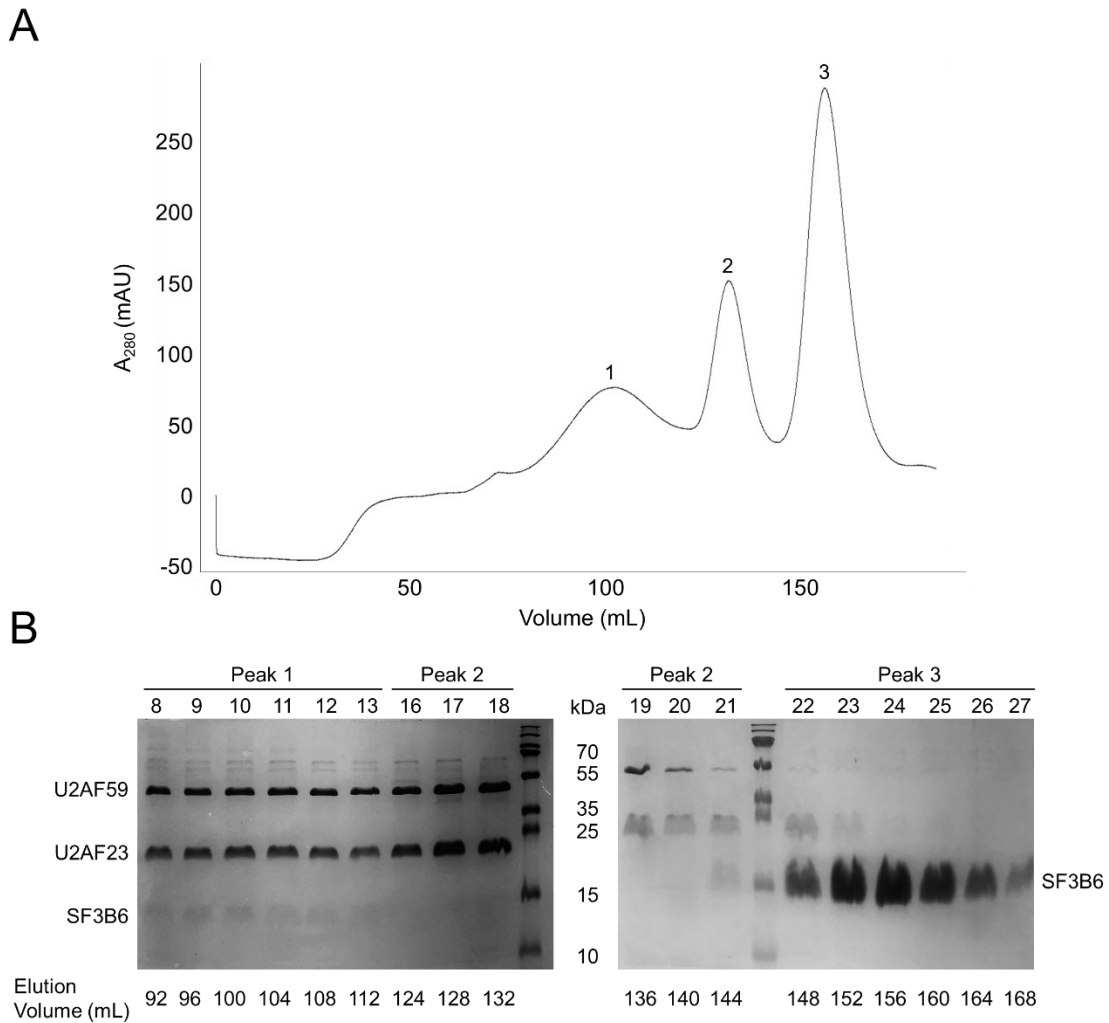 A
1
2
3
250
200
150
100
50
0
-50
A280 (mAU)
0
50
100
150
Volume (mL)
B
Peak 1
Peak 2
Peak 2
Peak 3
8 9 10 11 12 13 16 17 18
kDa
19 20 21
22 23 24 25 26 27
U2AF59
U2AF23
SF3B6
70
55
35
25
15
10
SF3B6
Elution
Volume (mL)
92 96 100 104 108 112 124 128 132
136 140 144
148 152 156 160 164 168